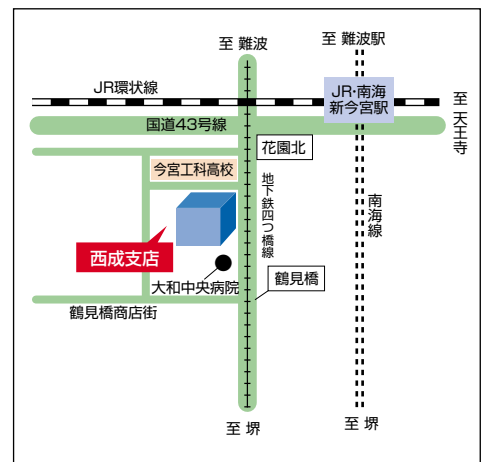 至 難波
至 難波駅
JR環状線
JR・南海
新今宮駅
至 天王寺
国道43号線
花園北
今宮工科高校
地下鉄四つ橋線
南海線
西成支店
大和中央病院
鶴見橋
鶴見橋商店街
至 堺
至 堺